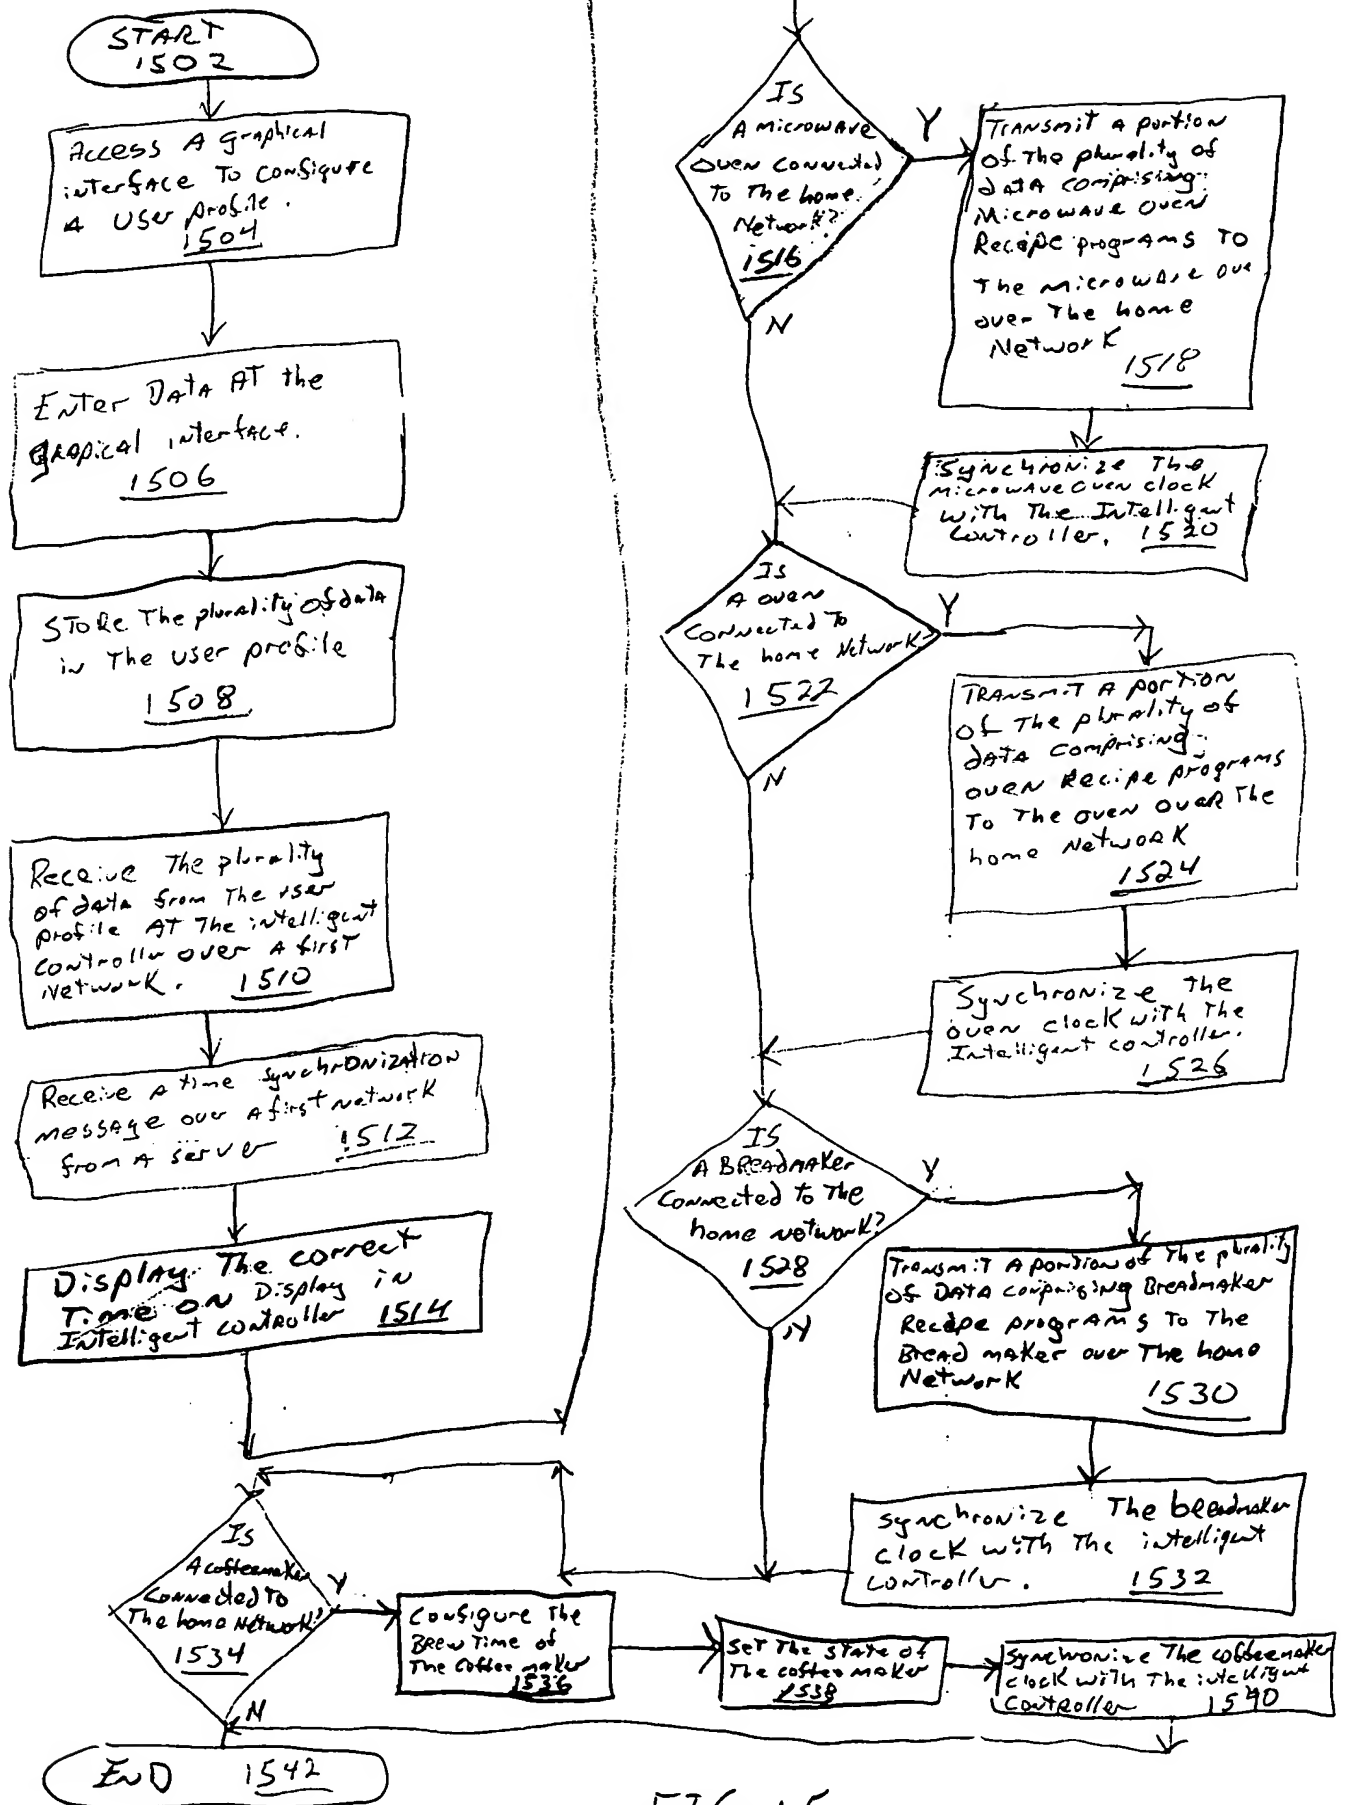 START
1502
Access A graphical
interface To configure
A User profile.
1504
Enter Data AT the
grapical interface.
1506
STORE The plurality of data
in The user profile
1508
Receive The plurality
of data from The user
profile AT The intelligent
controller over A first
Network. 1510
Receive A time synchronization
message over A first network
from A server 1512
Display The correct
Time ON Display in
Intelligent controller 1514
Is
A microwave
oven connected
To The home
Network?
1516
Y
N
Transmit A portion
of The plurality of
data comprising
Microwave oven
Recipe programs To
The microwave ove
over The home
Network
1518
Synchronize The
microwave oven clock
with The Intelligent
Controller. 1520
Is
A oven
connected To
The home Network?
1522
Y
N
TRANSMIT A portion
of The plurality of
data comprising
oven Recipe programs
To The oven over The
home Network
1524
Synchronize The
oven clock with The
Intelligent controller.
1526
Is
A Breadmaker
connected To The
home network?
1528
Y
N
Transmit A portion of The plurality
of Data comprising Breadmaker
Recipe programs To The
Bread maker over The home
Network
1530
synchronize The breadmaker
clock with The intelligent
controller. 1532
Is
A coffeemaker
Connected To
The home Network?
1534
Y
N
Configure The
Brew Time of
The Coffee maker
1536
Set The state of
The coffee maker
1538
Synchronize The coffeemaker
clock with The intelligent
Controller 1540
END 1542
FIG. 15